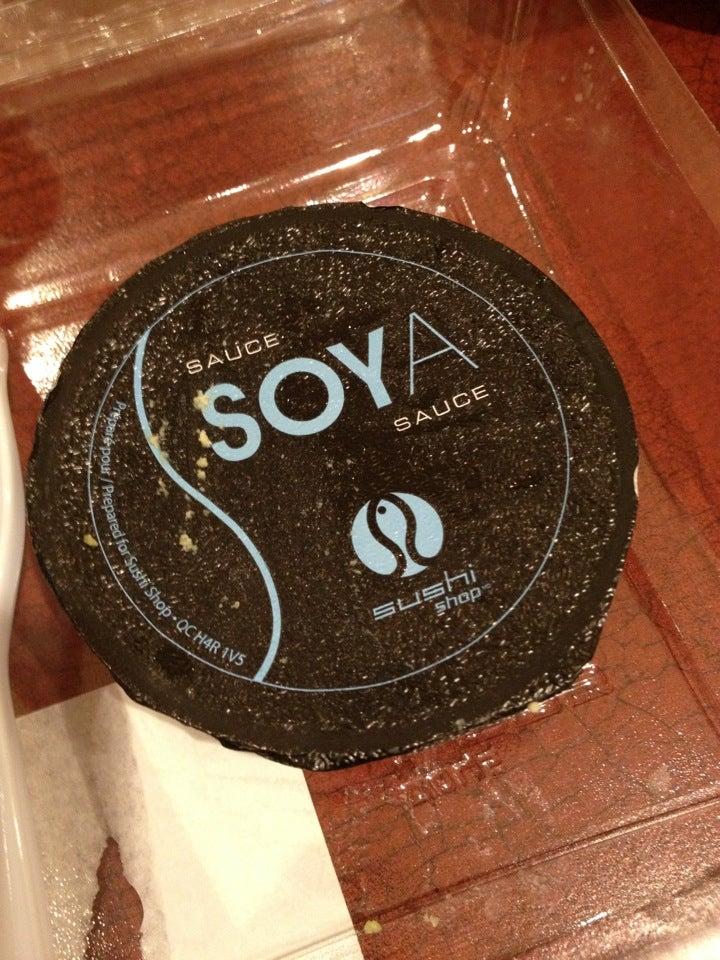 SAUCE
SOYA
SAUCE
sushi
shop
Préparé pour / Prepared for Sushi Shop • QC H4R 1V5